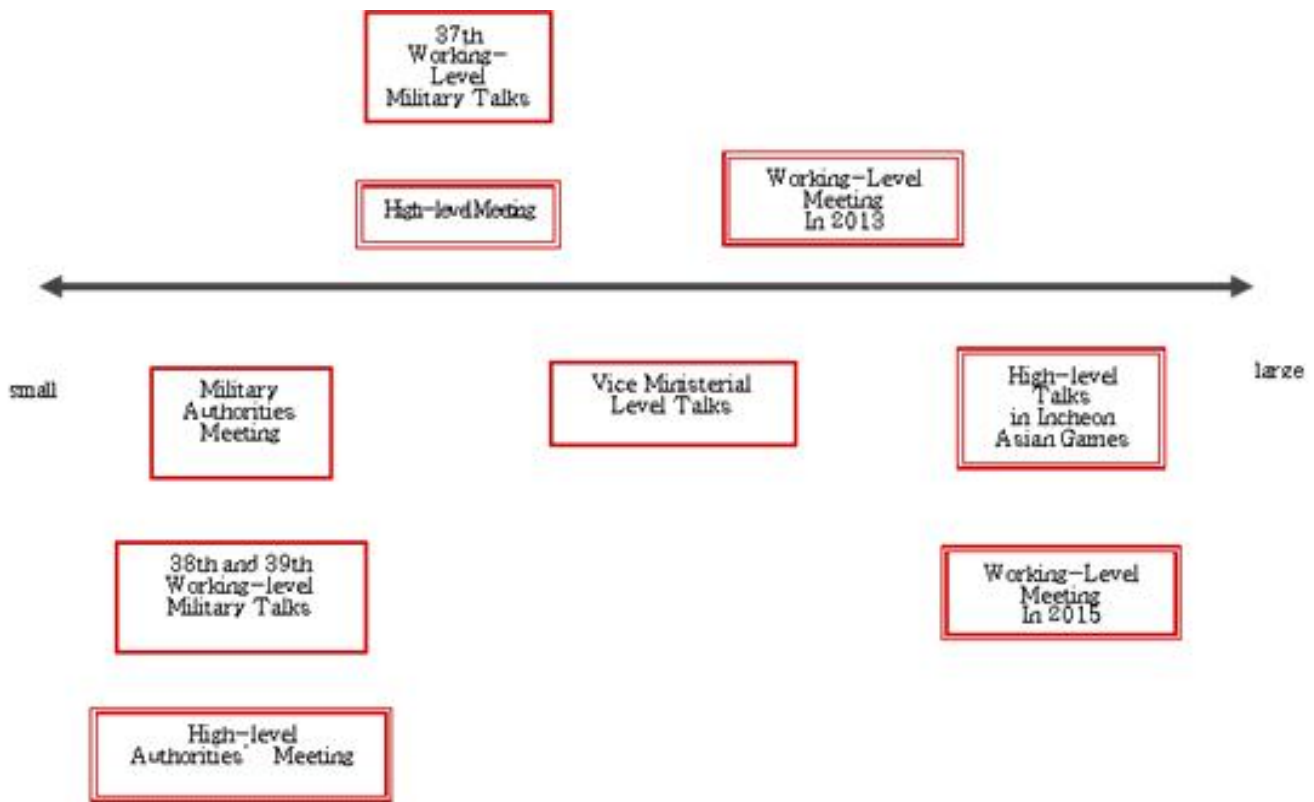 37th
Working-
Level
Military Talks
High-level Meeting
Working-Level
Meeting
In 2013
small
large
Military
Authorities
Meeting
Vice Ministerial
Level Talks
High-level
Talks
in Incheon
Asian Games
38th and 39th
Working-level
Military Talks
Working-Level
Meeting
In 2015
High-level
Authorities' Meeting